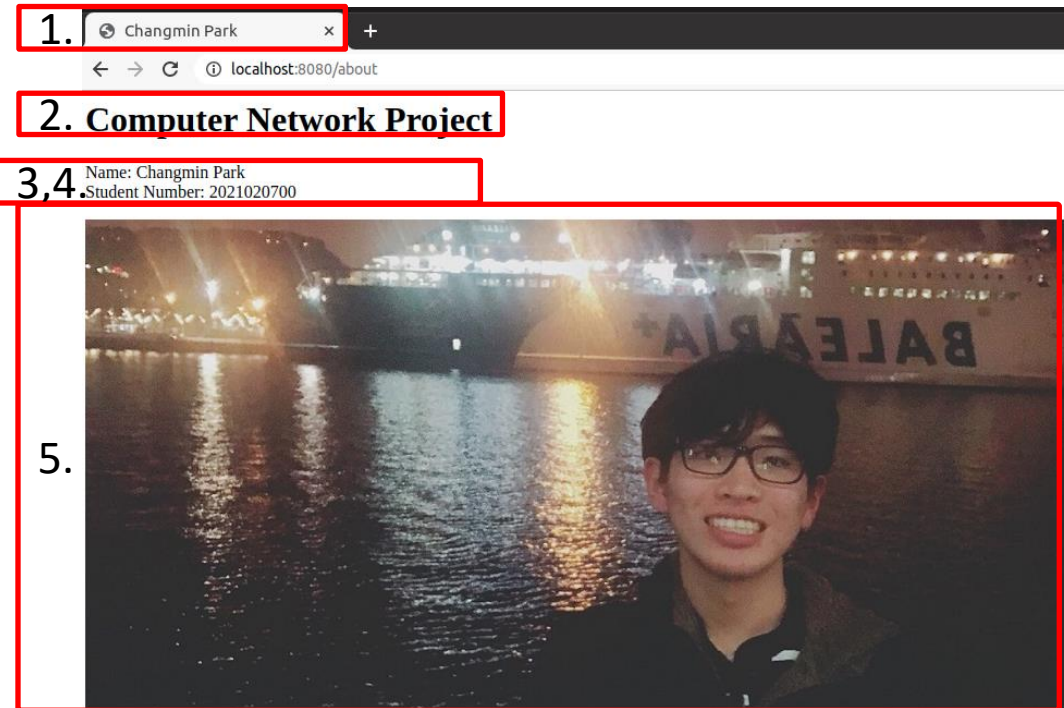 1.
Changmin Park × +
← → localhost:8080/about
2. Computer Network Project
3,4. Name: Changmin Park
Student Number: 2021020700
5.
BALEÀRIA